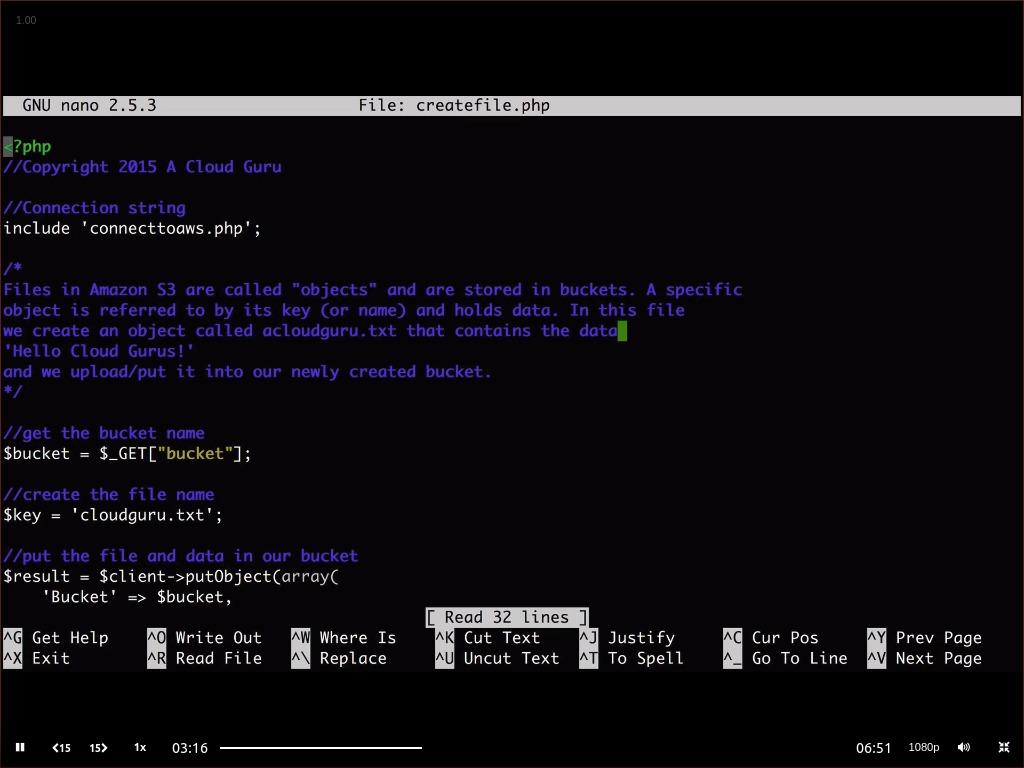 1.00
GNU nano 2.5.3 File: createfile.php
<?php
//Copyright 2015 A Cloud Guru
//Connection string
include 'connecttoaws.php';
/*
Files in Amazon S3 are called "objects" and are stored in buckets. A specific
object is referred to by its key (or name) and holds data. In this file
we create an object called acloudguru.txt that contains the data
'Hello Cloud Gurus!'
and we upload/put it into our newly created bucket.
*/
//get the bucket name
$bucket = $_GET["bucket"];
//create the file name
$key = 'cloudguru.txt';
//put the file and data in our bucket
$result = $client->putObject(array(
'Bucket' => $bucket,
[ Read 32 lines ]
^G Get Help ^O Write Out ^W Where Is ^K Cut Text ^J Justify ^C Cur Pos ^Y Prev Page
^X Exit ^R Read File ^\ Replace ^U Uncut Text ^T To Spell ^_ Go To Line ^V Next Page
15 15 1x 03:16 06:51 1080p